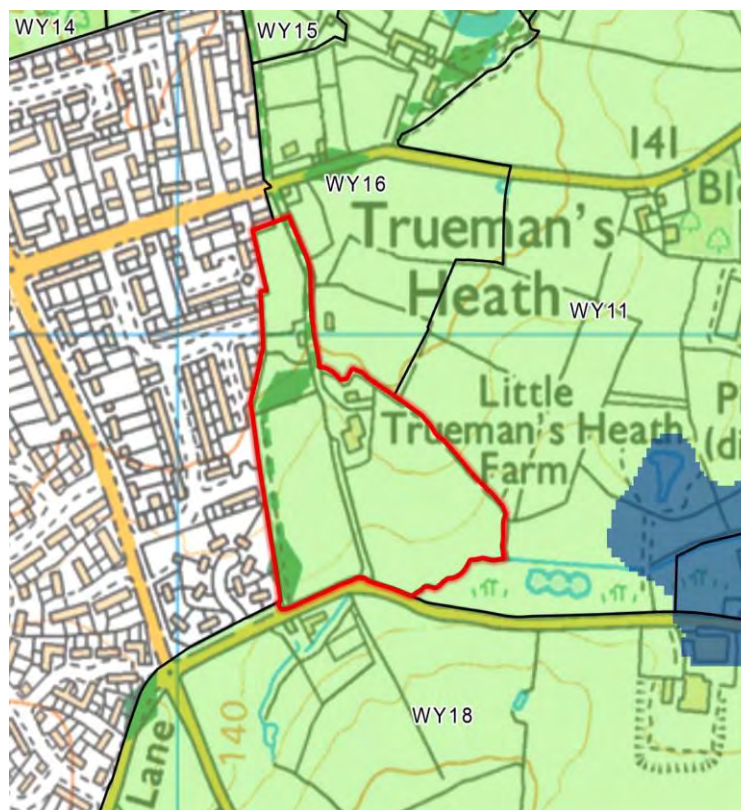 WY14
WY15
141
Bl
WY16
Trueman's
Heath
WY11
Little
Trueman's Heath
Farm
P
(di
WY18
140
Lane